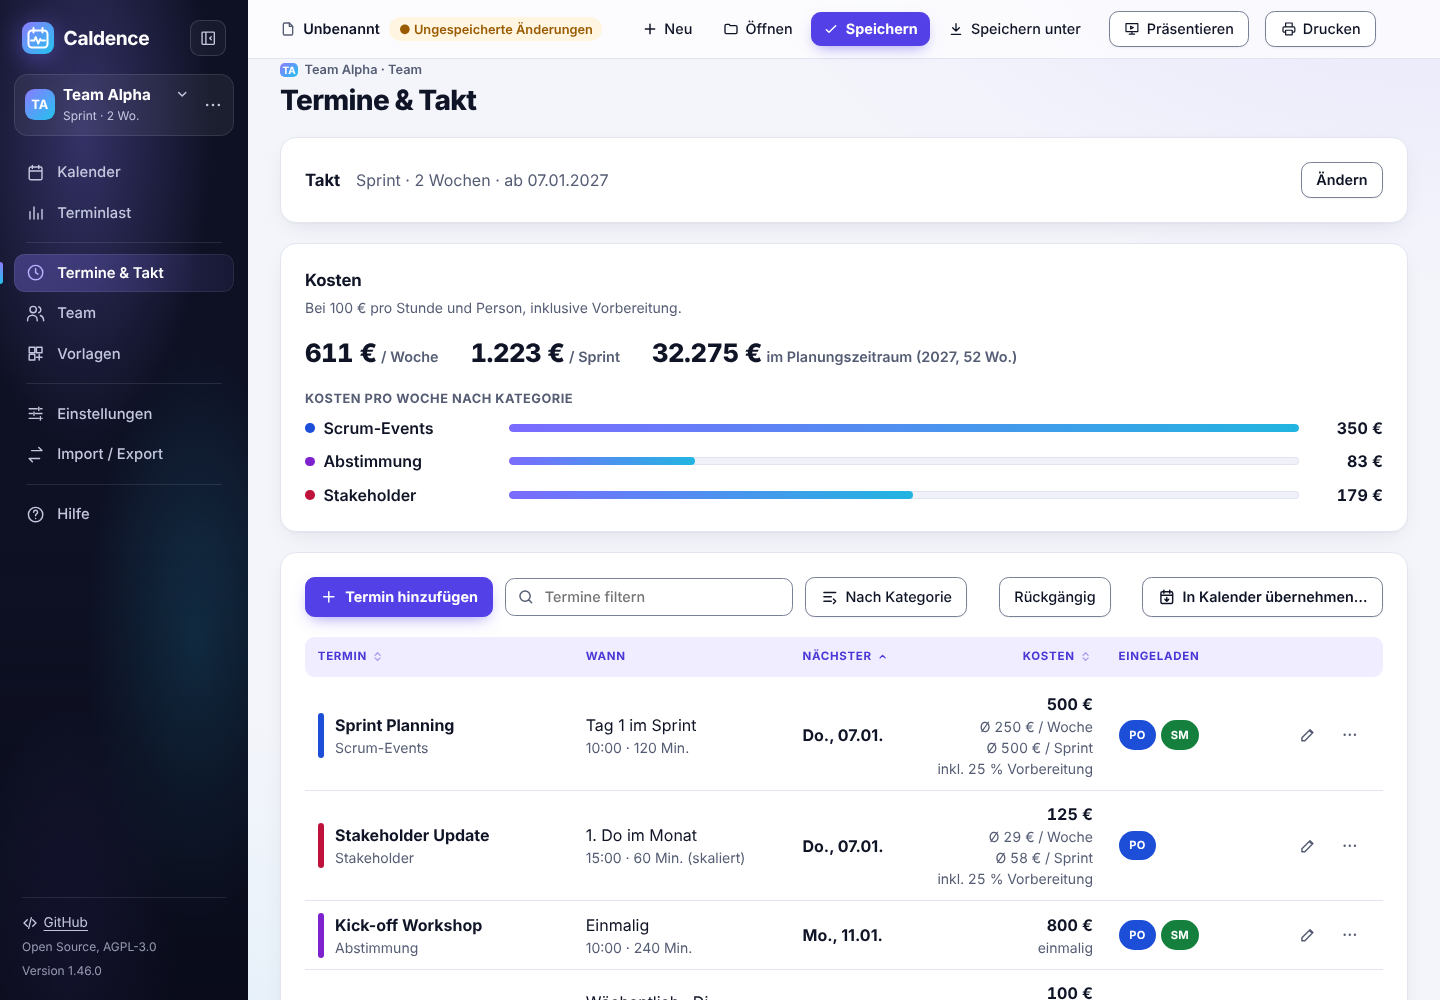 Caldence
TA
Team Alpha
Sprint · 2 Wo.
Kalender
Terminlast
Termine & Takt
Team
Vorlagen
Einstellungen
Import / Export
Hilfe
GitHub
Open Source, AGPL-3.0
Version 1.46.0
Unbenannt
Ungespeicherte Änderungen
Neu
Öffnen
Speichern
Speichern unter
Präsentieren
Drucken
TA Team Alpha · Team
Termine & Takt
Takt Sprint · 2 Wochen · ab 07.01.2027
Ändern
Kosten
Bei 100 € pro Stunde und Person, inklusive Vorbereitung.
611 € / Woche 1.223 € / Sprint 32.275 € im Planungszeitraum (2027, 52 Wo.)
KOSTEN PRO WOCHE NACH KATEGORIE
Scrum-Events 350 €
Abstimmung 83 €
Stakeholder 179 €
Termin hinzufügen
Termine filtern
Nach Kategorie
Rückgängig
In Kalender übernehmen...
TERMIN WANN NÄCHSTER KOSTEN EINGELADEN
Sprint Planning
Scrum-Events
Tag 1 im Sprint
10:00 · 120 Min.
Do., 07.01.
500 €
Ø 250 € / Woche
Ø 500 € / Sprint
inkl. 25 % Vorbereitung
PO SM
Stakeholder Update
Stakeholder
1. Do im Monat
15:00 · 60 Min. (skaliert)
Do., 07.01.
125 €
Ø 29 € / Woche
Ø 58 € / Sprint
inkl. 25 % Vorbereitung
PO
Kick-off Workshop
Abstimmung
Einmalig
10:00 · 240 Min.
Mo., 11.01.
800 €
einmalig
PO SM
Wöchentlich · Di
100 €